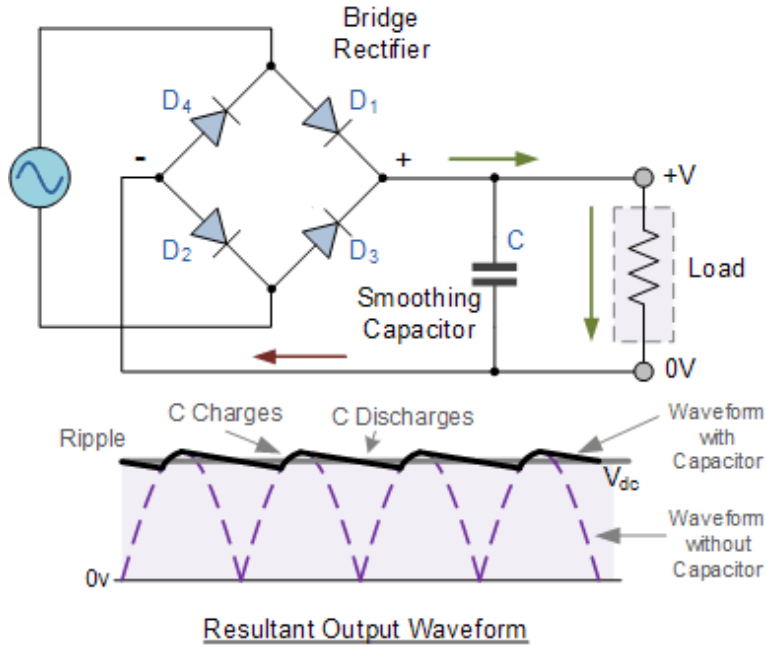 Bridge
Rectifier
D4
D1
-
+
+V
D2
D3
C
Load
Smoothing
Capacitor
0V
C Charges
C Discharges
Waveform
with
Capacitor
Ripple
Vdc
Waveform
without
Capacitor
0v
Resultant Output Waveform